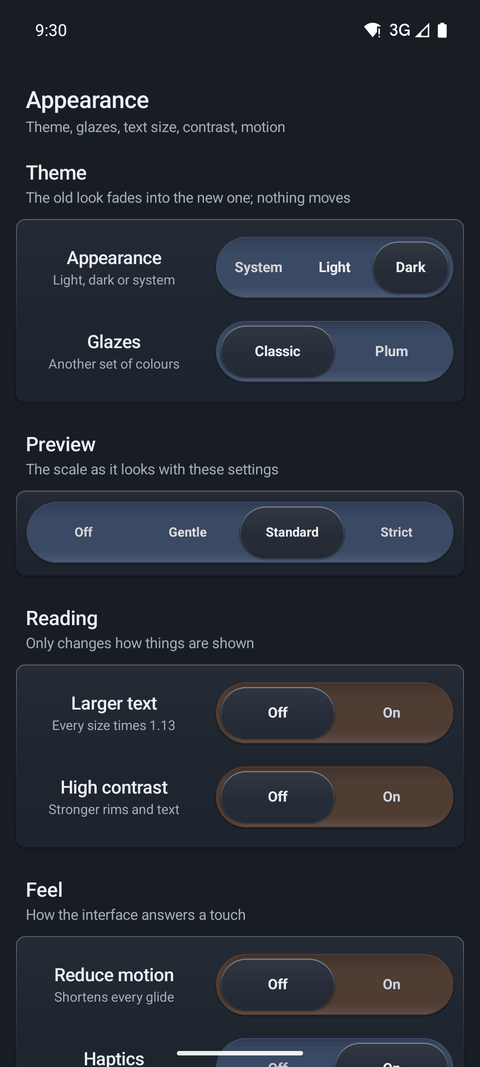 9:30
3G
Appearance
Theme, glazes, text size, contrast, motion
Theme
The old look fades into the new one; nothing moves
Appearance
Light, dark or system
System Light Dark
Glazes
Another set of colours
Classic Plum
Preview
The scale as it looks with these settings
Off Gentle Standard Strict
Reading
Only changes how things are shown
Larger text
Every size times 1.13
Off On
High contrast
Stronger rims and text
Off On
Feel
How the interface answers a touch
Reduce motion
Shortens every glide
Off On
Haptics
Off On